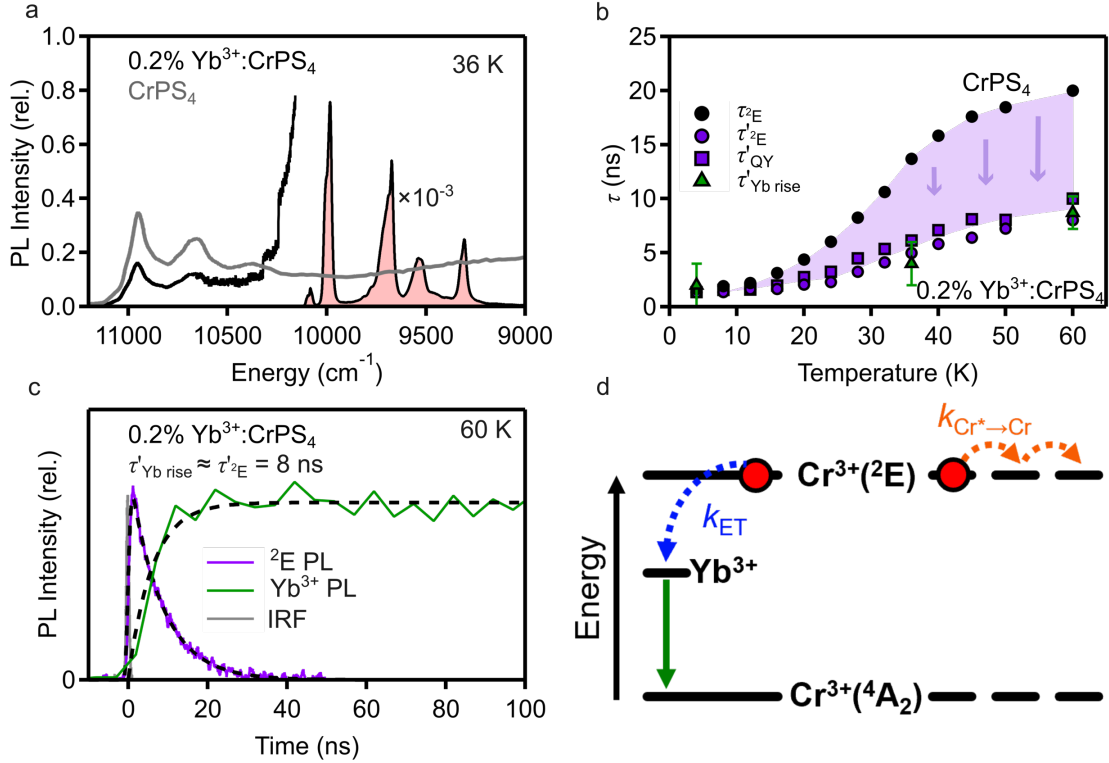 a
1.0
0.8
0.6
0.4
0.2
0.0
PL Intensity (rel.)
0.2% Yb³⁺:CrPS₄
CrPS₄
36 K
×10⁻³
11000 10500 10000 9500 9000
Energy (cm⁻¹)
b
25
20
15
10
5
0
τ (ns)
CrPS₄
τ²E
τ'²E
τ'QY
τ'Yb rise
0.2% Yb³⁺:CrPS₄
0 10 20 30 40 50 60
Temperature (K)
c
0.2% Yb³⁺:CrPS₄
60 K
τ'Yb rise ≈ τ'²E = 8 ns
PL Intensity (rel.)
²E PL
Yb³⁺ PL
IRF
0
0 20 40 60 80 100
Time (ns)
d
Energy
kCr*→Cr
Cr³⁺(²E)
kET
Yb³⁺
Cr³⁺(⁴A₂)